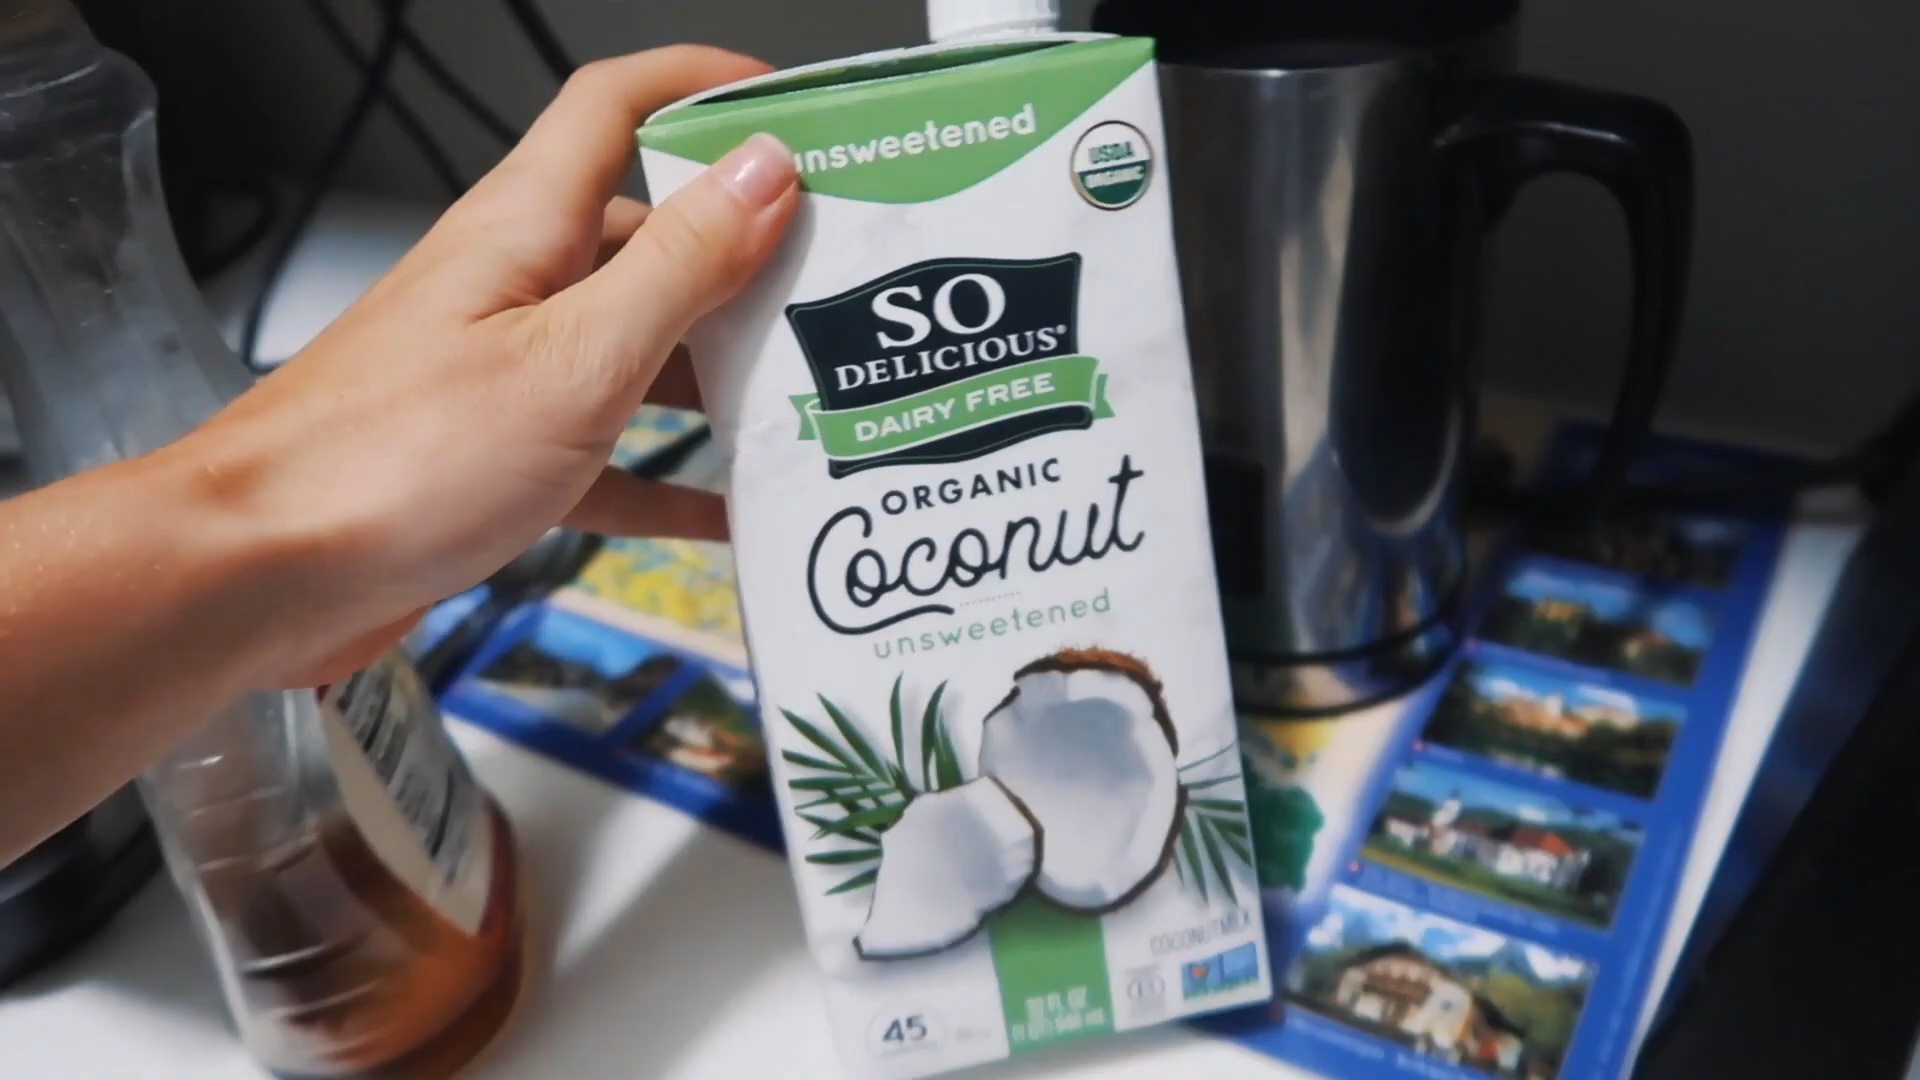 unsweetened
USDA
ORGANIC
SO
DELICIOUS®
DAIRY FREE
ORGANIC
Coconut
unsweetened
COCONUTMILK
45